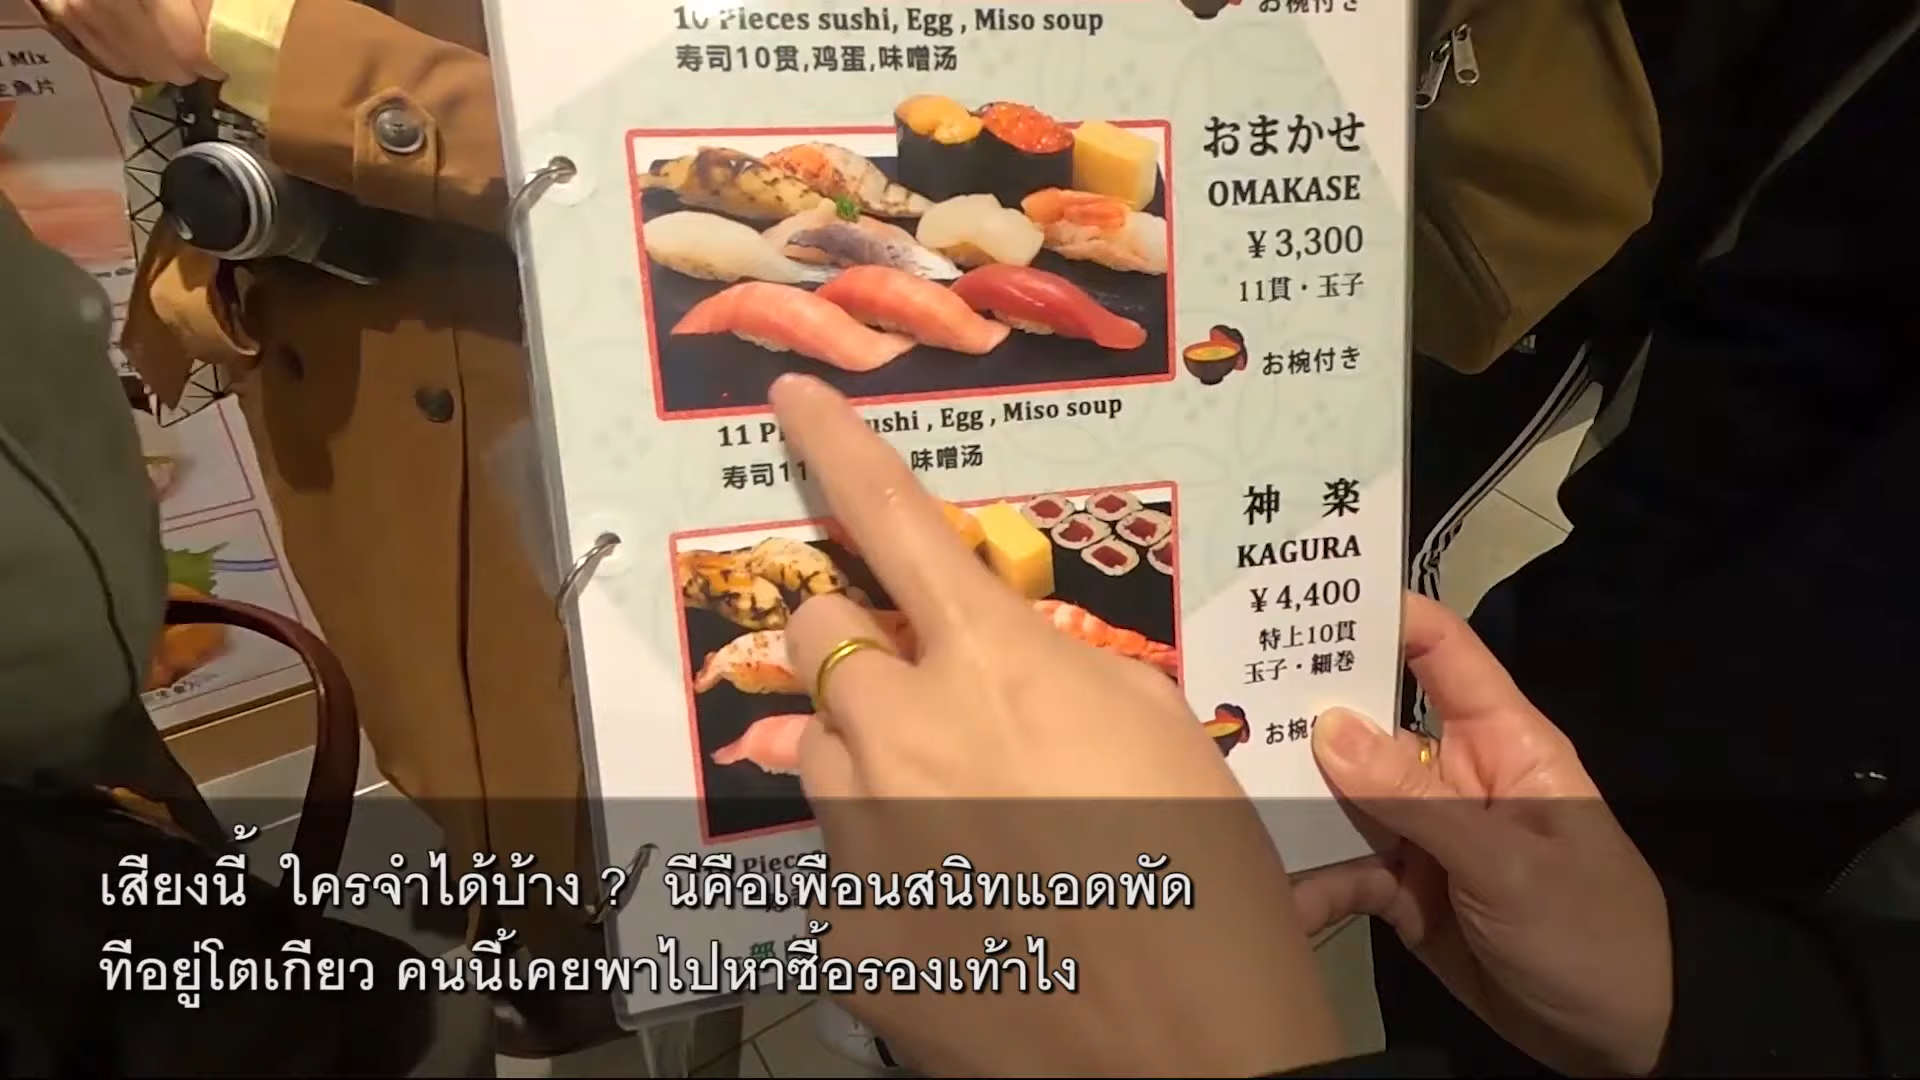 Mix
10 Pieces sushi, Egg , Miso soup
寿司10贯,鸡蛋,味噌汤
お椀付き
おまかせ
OMAKASE
¥3,300
11貫・玉子
お椀付き
11 sushi , Egg , Miso soup
寿司11 味噌汤
神 楽
KAGURA
¥4,400
特上10貫
玉子・細巻
お椀
เสียงนี้ ใครจำได้บ้าง ? นีคือเพือนสนิทแอดพัด
ทีอยู่โตเกียว คนนี้เคยพาไปหาซื้อรองเท้าไง